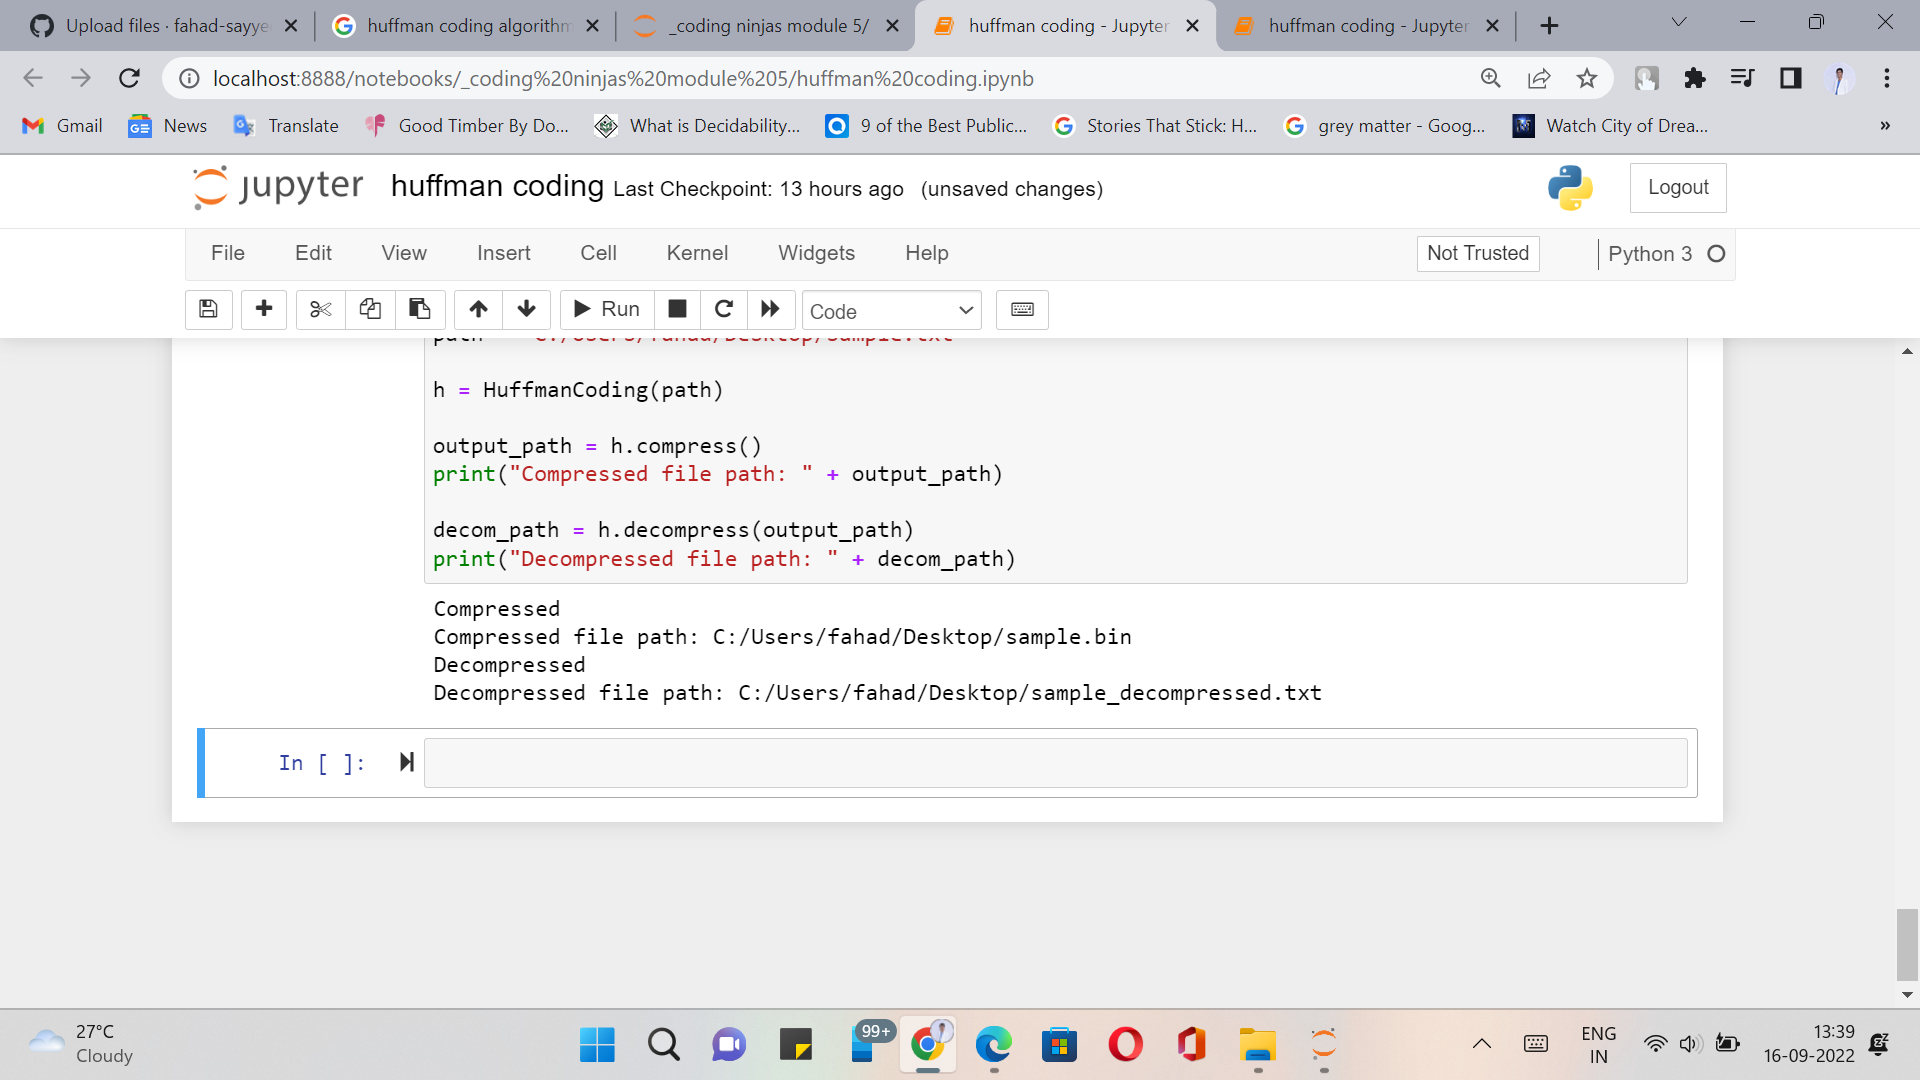 Upload files · fahad-sayye
huffman coding algorithm
_coding ninjas module 5/
huffman coding - Jupyter
huffman coding - Jupyter
localhost:8888/notebooks/_coding%20ninjas%20module%205/huffman%20coding.ipynb
Gmail
News
Translate
Good Timber By Do...
What is Decidability...
9 of the Best Public...
Stories That Stick: H...
grey matter - Goog...
Watch City of Drea...
»
jupyter huffman coding Last Checkpoint: 13 hours ago (unsaved changes)
Logout
File Edit View Insert Cell Kernel Widgets Help
Not Trusted
Python 3
Run
Code
path = "C:/Users/fahad/Desktop/sample.txt"
h = HuffmanCoding(path)
output_path = h.compress()
print("Compressed file path: " + output_path)
decom_path = h.decompress(output_path)
print("Decompressed file path: " + decom_path)
Compressed
Compressed file path: C:/Users/fahad/Desktop/sample.bin
Decompressed
Decompressed file path: C:/Users/fahad/Desktop/sample_decompressed.txt
In [ ]:
27°C
Cloudy
99+
ENG
IN
13:39
16-09-2022